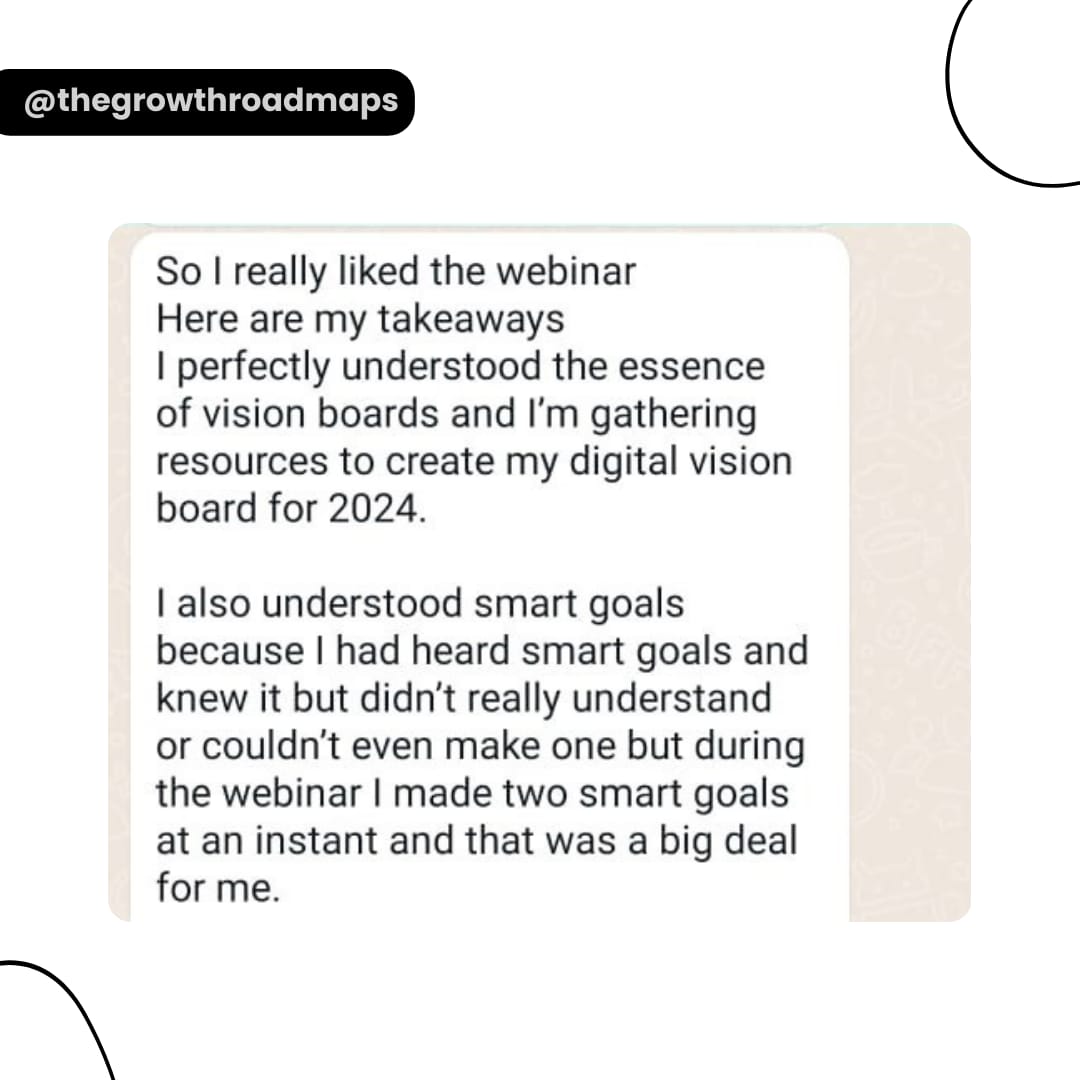 @thegrowthroadmaps
So I really liked the webinar
Here are my takeaways
I perfectly understood the essence
of vision boards and I’m gathering
resources to create my digital vision
board for 2024.
I also understood smart goals
because I had heard smart goals and
knew it but didn’t really understand
or couldn’t even make one but during
the webinar I made two smart goals
at an instant and that was a big deal
for me.